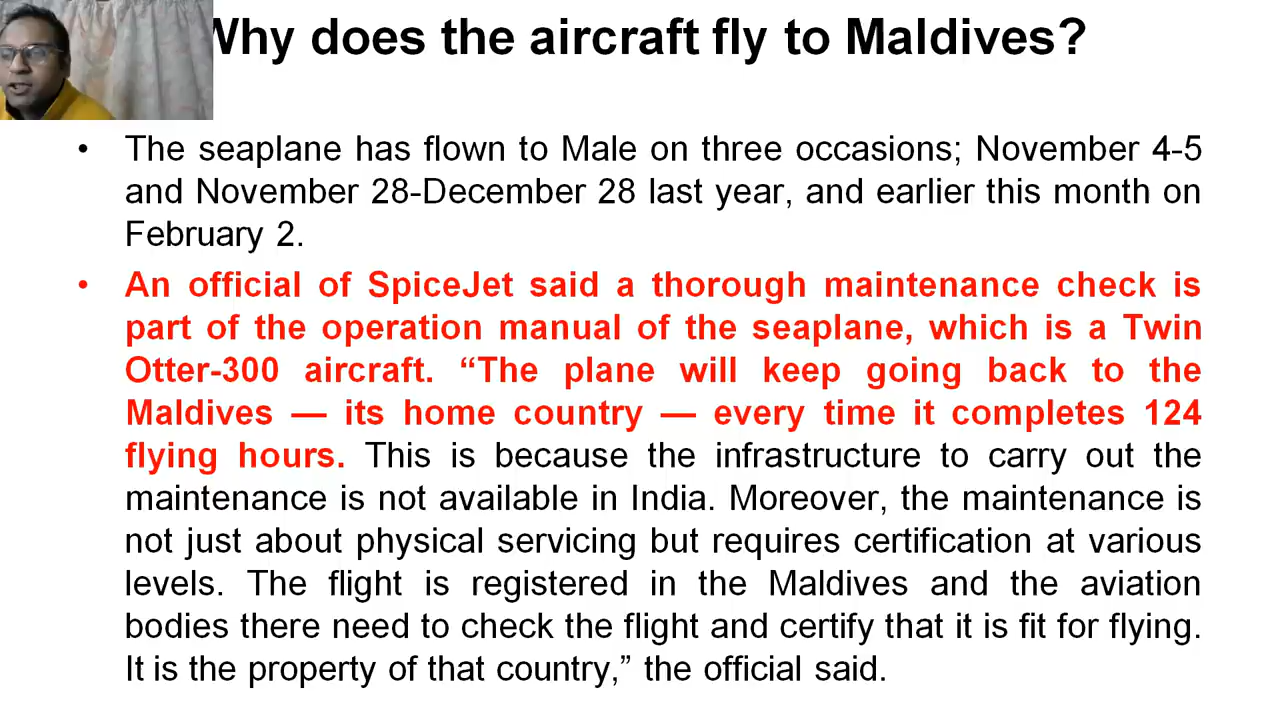 Why does the aircraft fly to Maldives?
• The seaplane has flown to Male on three occasions; November 4-5
and November 28-December 28 last year, and earlier this month on
February 2.
• An official of SpiceJet said a thorough maintenance check is
part of the operation manual of the seaplane, which is a Twin
Otter-300 aircraft. “The plane will keep going back to the
Maldives — its home country — every time it completes 124
flying hours. This is because the infrastructure to carry out the
maintenance is not available in India. Moreover, the maintenance is
not just about physical servicing but requires certification at various
levels. The flight is registered in the Maldives and the aviation
bodies there need to check the flight and certify that it is fit for flying.
It is the property of that country,” the official said.